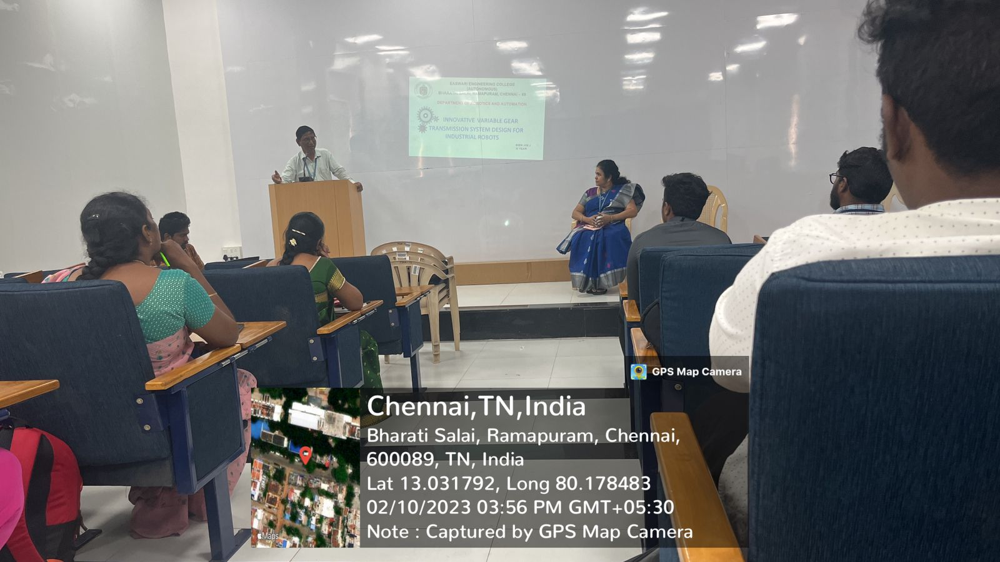 EASWARI ENGINEERING COLLEGE
(AUTONOMOUS)
BHARATHI SALAI, RAMAPURAM, CHENNAI – 89
DEPARTMENT OF ROBOTICS AND AUTOMATION
INNOVATIVE VARIABLE GEAR
TRANSMISSION SYSTEM DESIGN FOR
INDUSTRIAL ROBOTS
YEAR
GPS Map Camera
Chennai,TN,India
Bharati Salai, Ramapuram, Chennai,
600089, TN, India
Lat 13.031792, Long 80.178483
02/10/2023 03:56 PM GMT+05:30
Note : Captured by GPS Map Camera
Maps